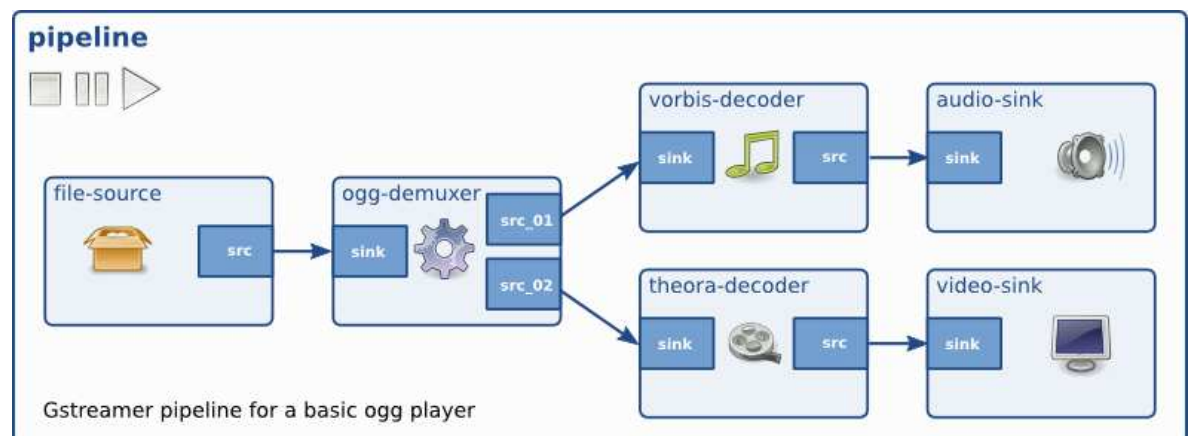 pipeline
file-source
src
ogg-demuxer
sink
src_01
src_02
vorbis-decoder
sink
src
audio-sink
sink
theora-decoder
sink
src
video-sink
sink
Gstreamer pipeline for a basic ogg player